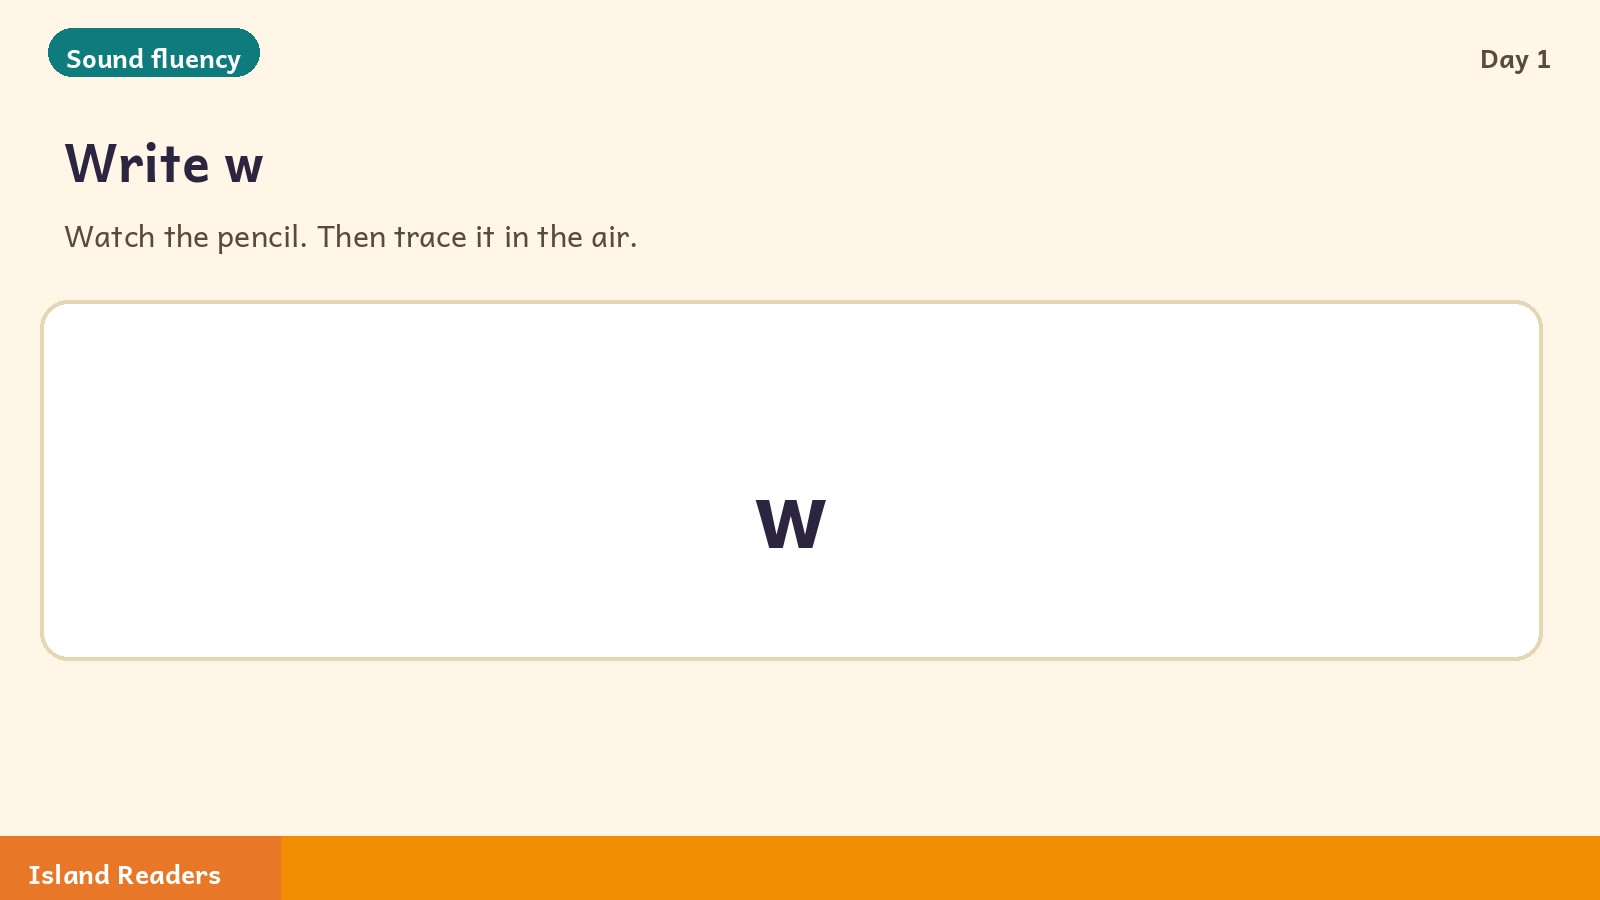 Sound fluency
Day 1
Write w
Watch the pencil. Then trace it in the air.
w
Island Readers